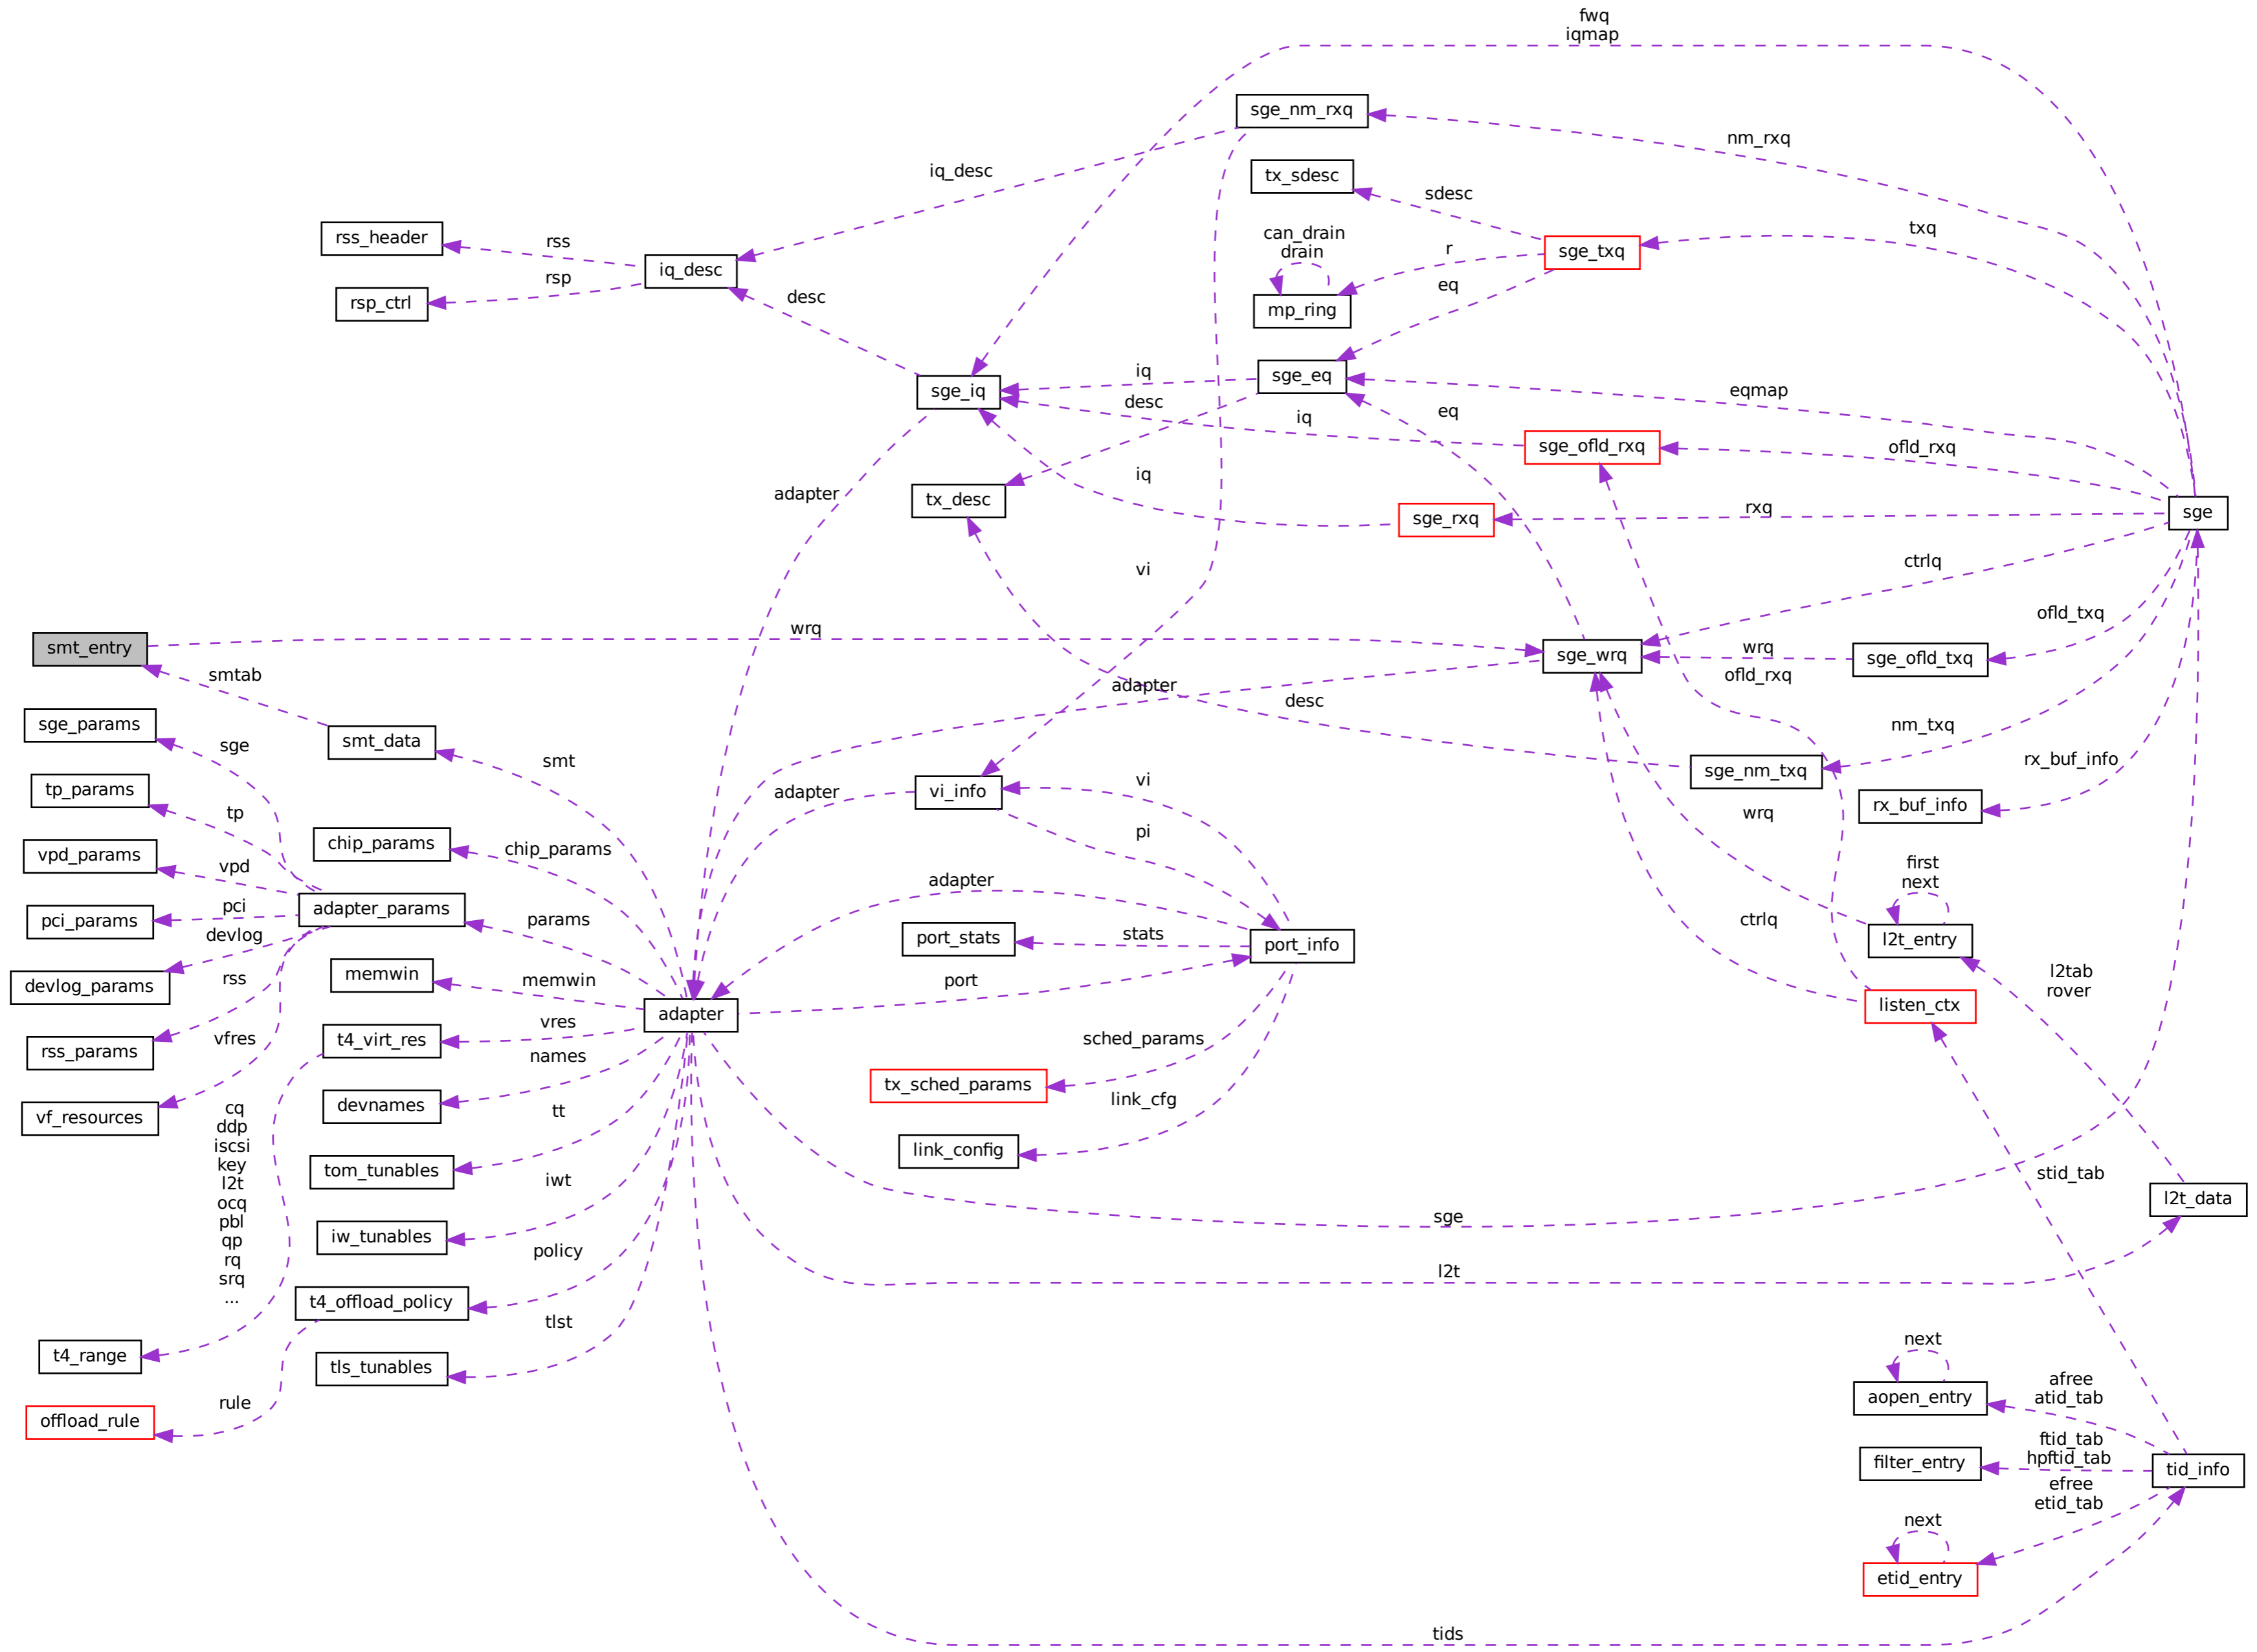 fwq
iqmap
sge_nm_rxq
nm_rxq
iq_desc
tx_sdesc
sdesc
txq
rss_header
rss
can_drain
drain
r
sge_txq
iq_desc
rsp
rsp_ctrl
desc
mp_ring
eq
iq
sge_eq
sge_iq
eqmap
desc
eq
iq
sge_ofld_rxq
ofld_rxq
adapter
iq
tx_desc
rxq
sge_rxq
sge
ctrlq
vi
ofld_txq
wrq
smt_entry
wrq
sge_wrq
sge_ofld_txq
smtab
ofld_rxq
adapter
desc
sge_params
sge
smt_data
smt
nm_txq
rx_buf_info
sge_nm_txq
vi
tp_params
tp
adapter
vi_info
rx_buf_info
wrq
pi
chip_params
chip_params
vpd_params
vpd
first
next
adapter
adapter_params
pci
params
pci_params
ctrlq
devlog
port_stats
stats
port_info
l2t_entry
l2tab
rover
memwin
memwin
port
devlog_params
rss
listen_ctx
adapter
vres
vfres
t4_virt_res
sched_params
rss_params
names
tx_sched_params
devnames
link_cfg
vf_resources
cq
ddp
iscsi
key
l2t
ocq
pbl
qp
rq
srq
...
tt
link_config
tom_tunables
iwt
stid_tab
l2t_data
sge
iw_tunables
policy
l2t
t4_offload_policy
tlst
t4_range
tls_tunables
next
afree
atid_tab
aopen_entry
rule
offload_rule
ftid_tab
hpftid_tab
filter_entry
tid_info
efree
etid_tab
next
etid_entry
tids